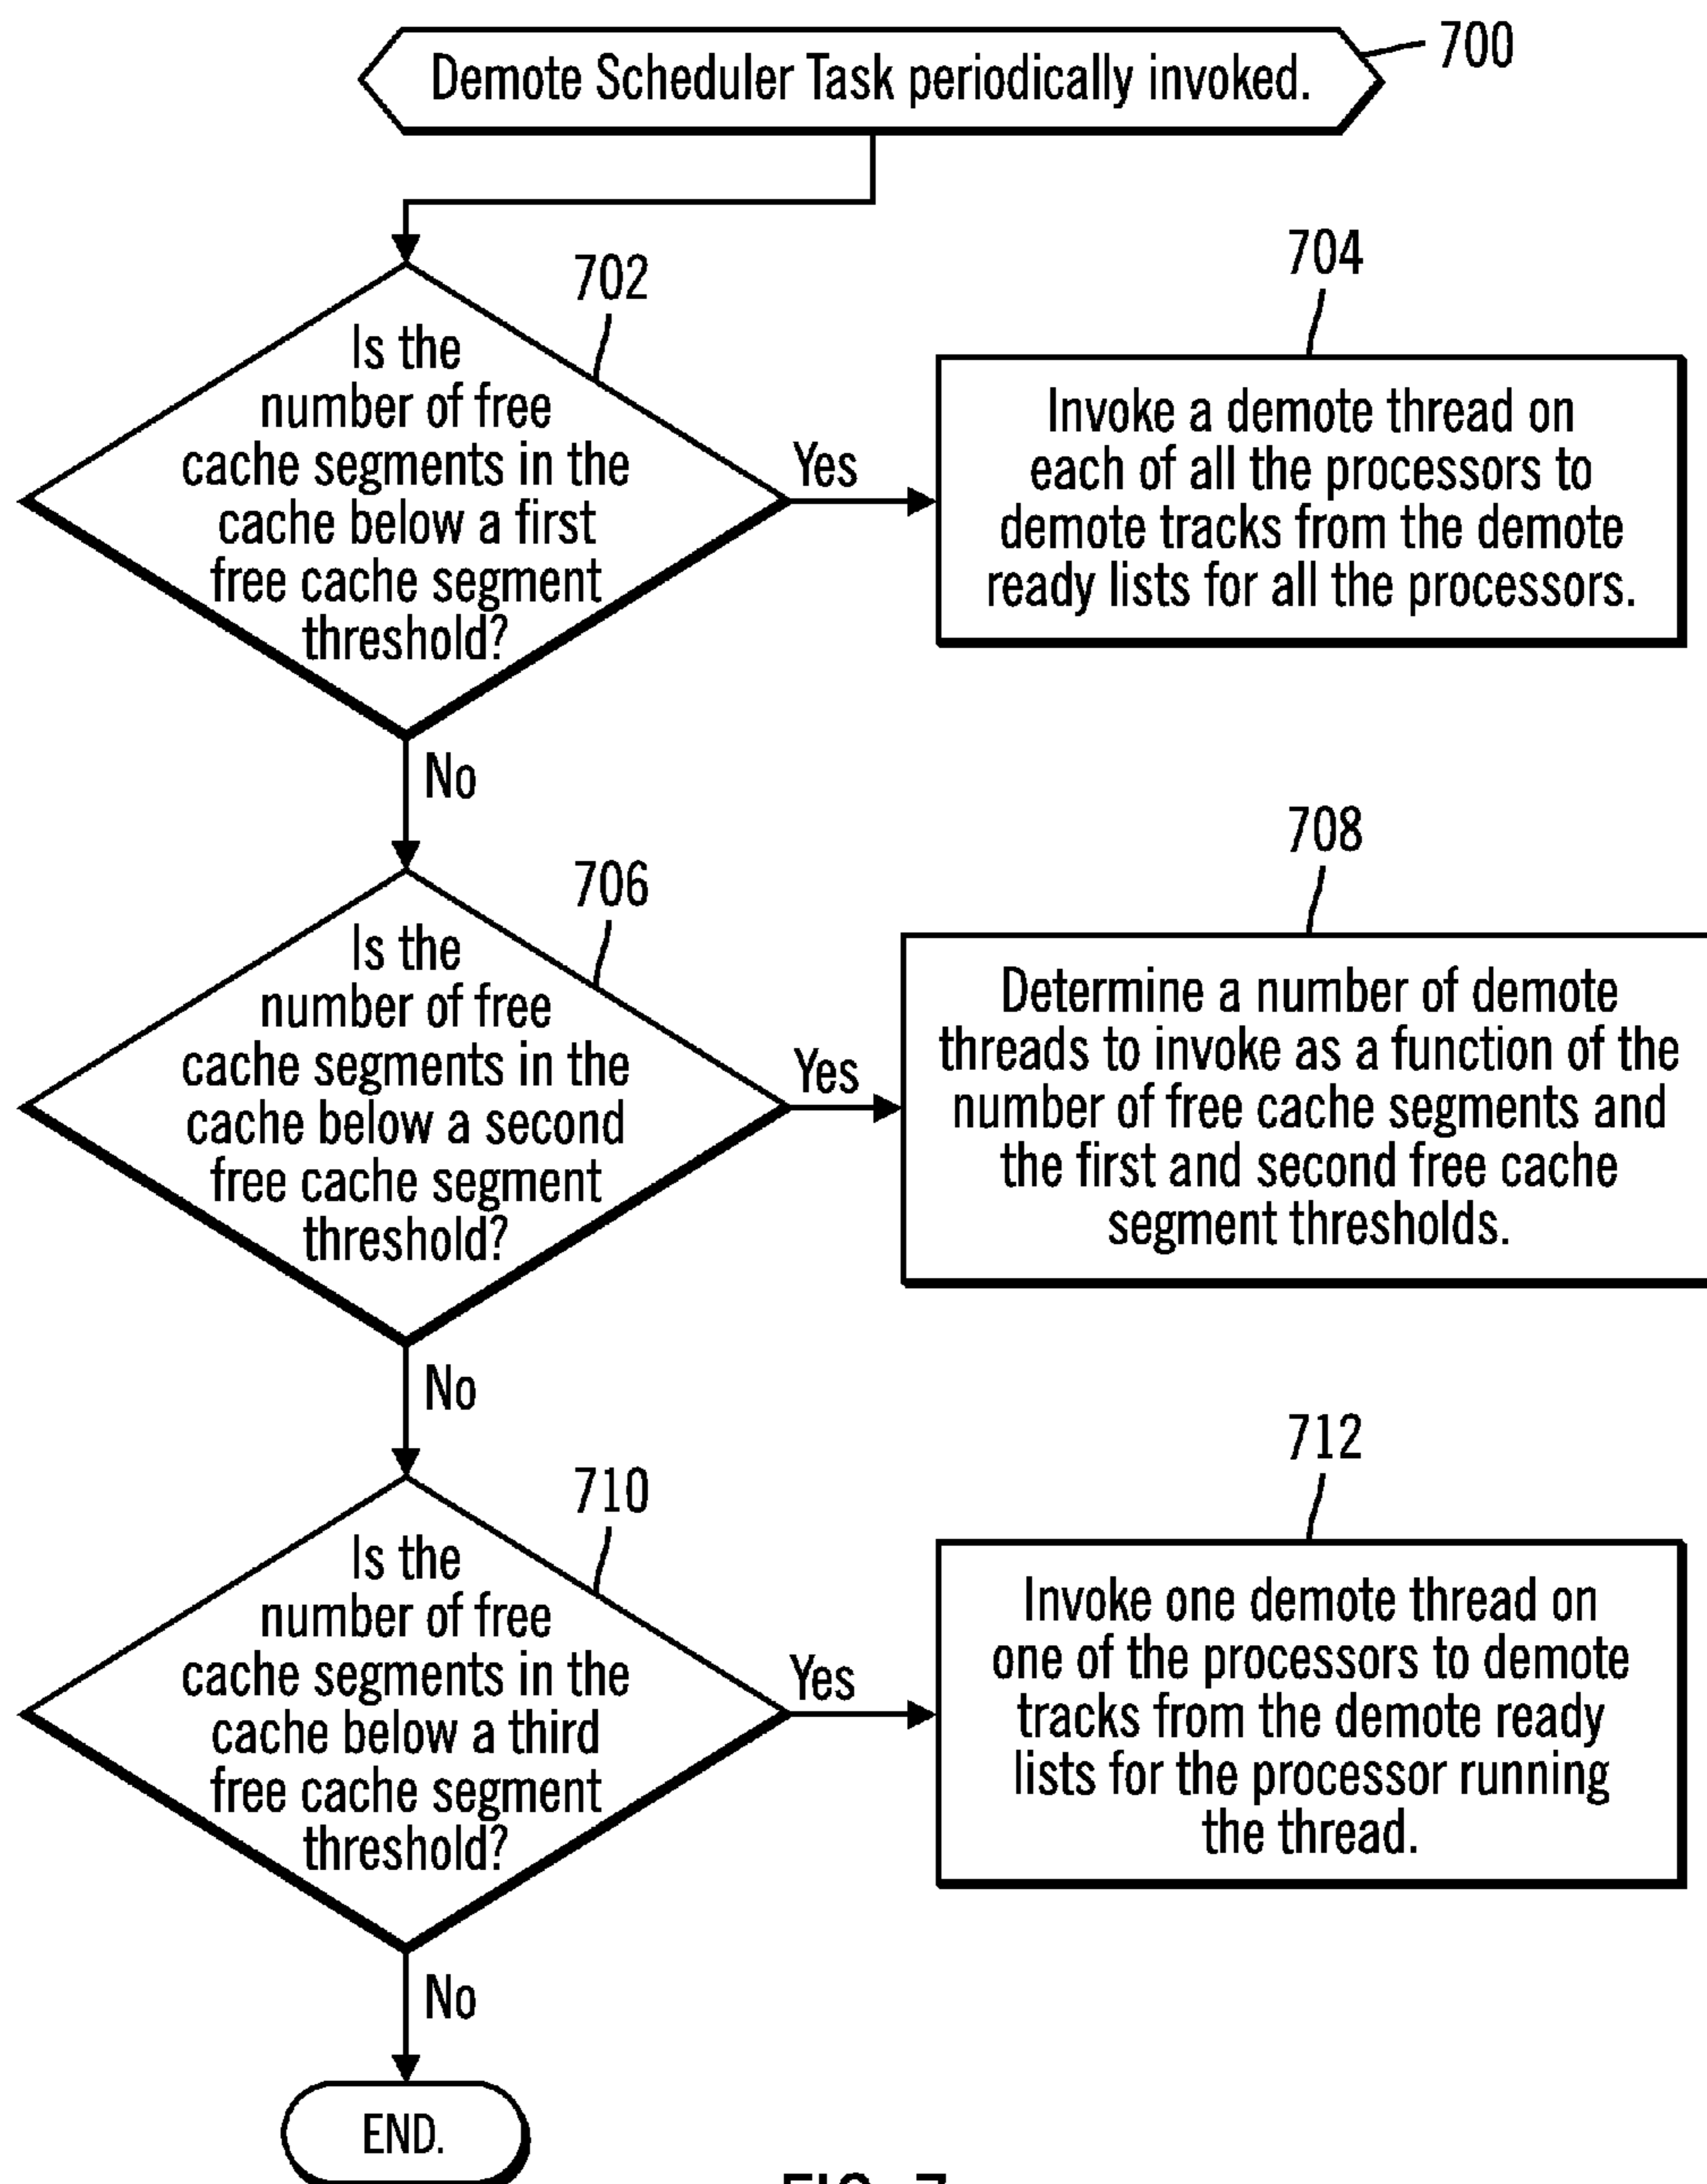 Demote Scheduler Task periodically invoked.
700
702
Is the
number of free
cache segments in the
cache below a first
free cache segment
threshold?
Yes
704
Invoke a demote thread on
each of all the processors to
demote tracks from the demote
ready lists for all the processors.
No
706
Is the
number of free
cache segments in the
cache below a second
free cache segment
threshold?
Yes
708
Determine a number of demote
threads to invoke as a function of the
number of free cache segments and
the first and second free cache
segment thresholds.
No
710
Is the
number of free
cache segments in the
cache below a third
free cache segment
threshold?
Yes
712
Invoke one demote thread on
one of the processors to demote
tracks from the demote ready
lists for the processor running
the thread.
No
END.